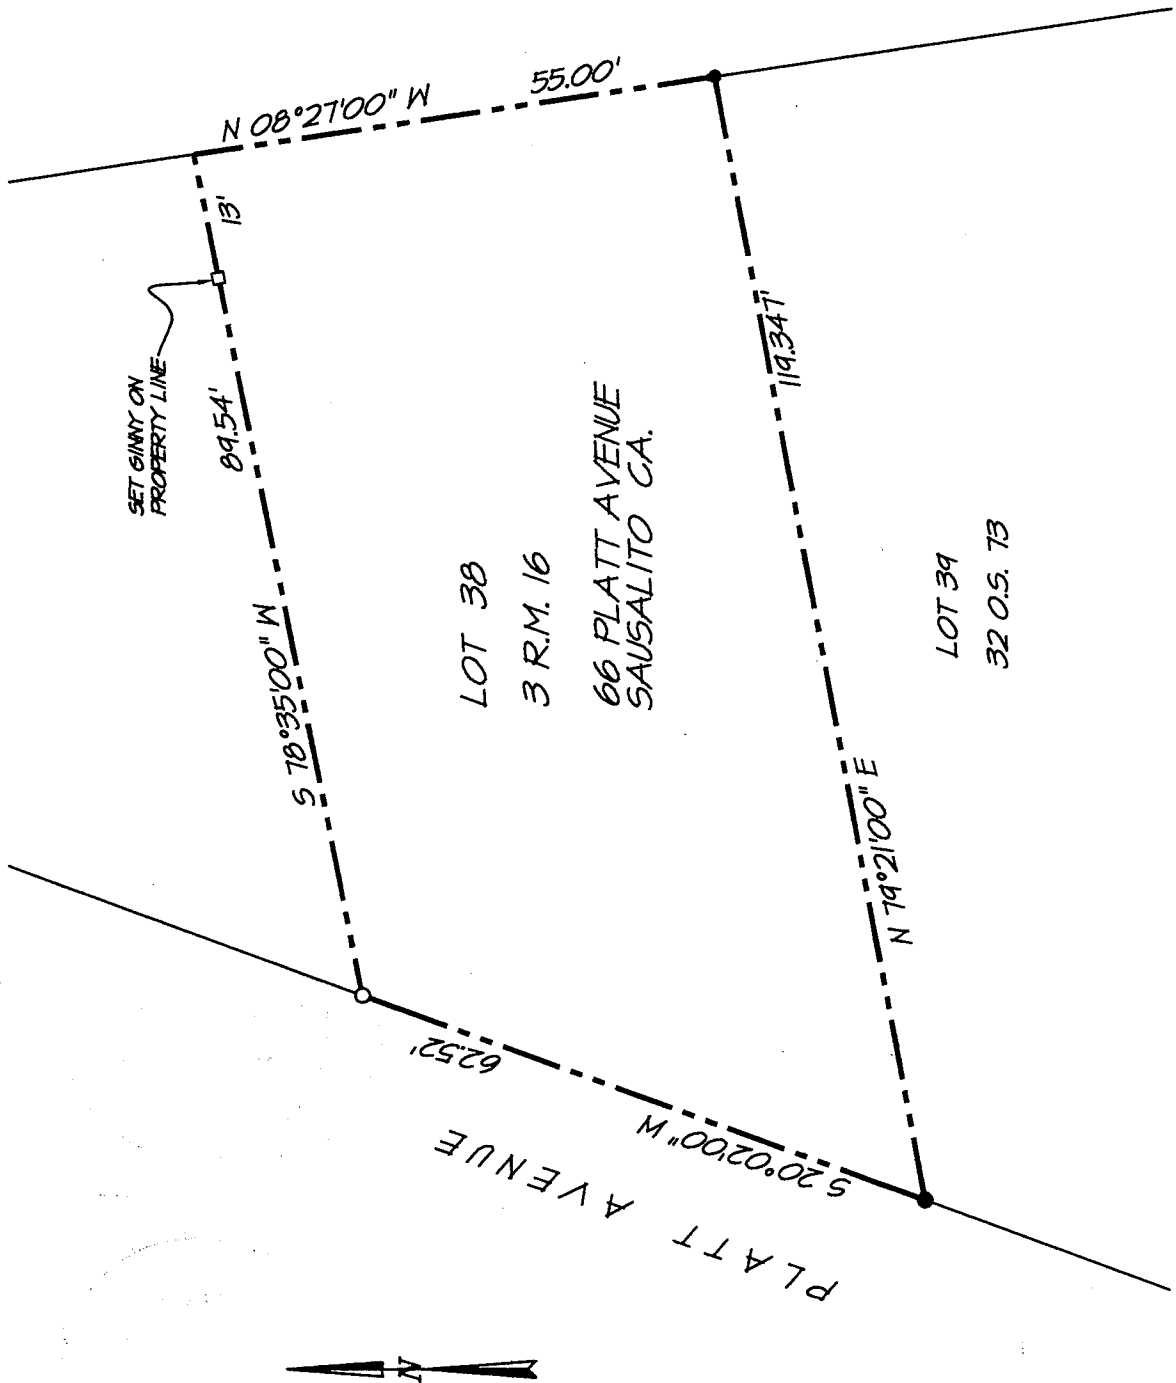 N 08°27'00" W
55.00'
13'
SET GINNY ON
PROPERTY LINE
89.54'
S 78°35'00" W
LOT 38
3 R.M. 16
66 PLATT AVENUE
SAUSALITO CA.
119.347'
N 79°21'00" E
LOT 39
32 O.S. 73
62.52'
S 20°02'00" W
PLATT AVENUE
N